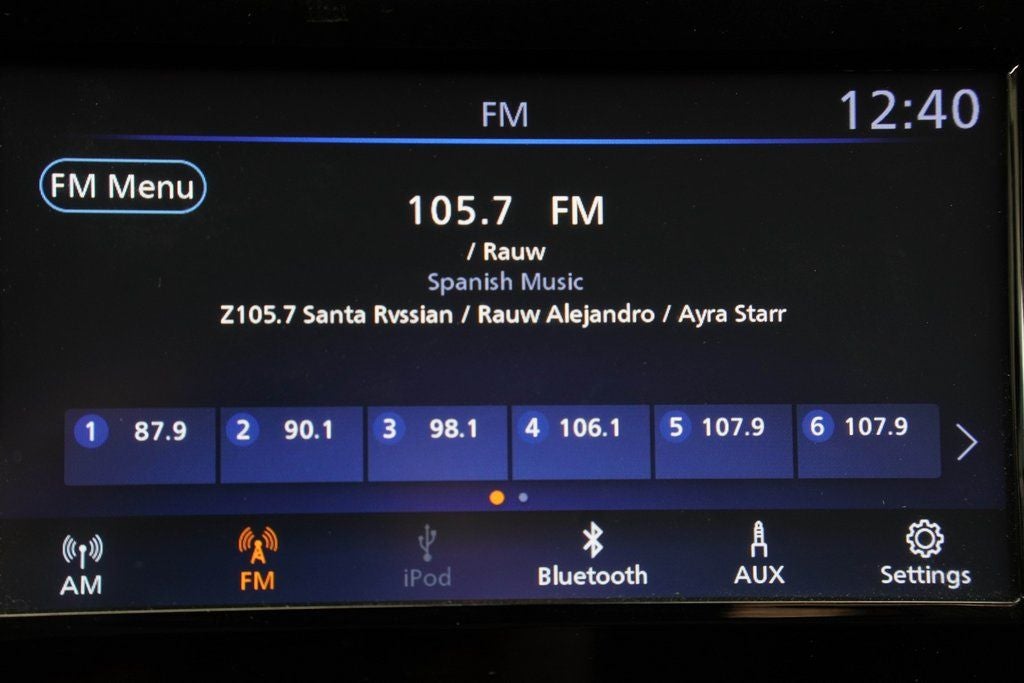 FM
12:40
FM Menu
105.7 FM
/ Rauw
Spanish Music
Z105.7 Santa Rvssian / Rauw Alejandro / Ayra Starr
1 87.9 2 90.1 3 98.1 4 106.1 5 107.9 6 107.9
AM FM iPod Bluetooth AUX Settings